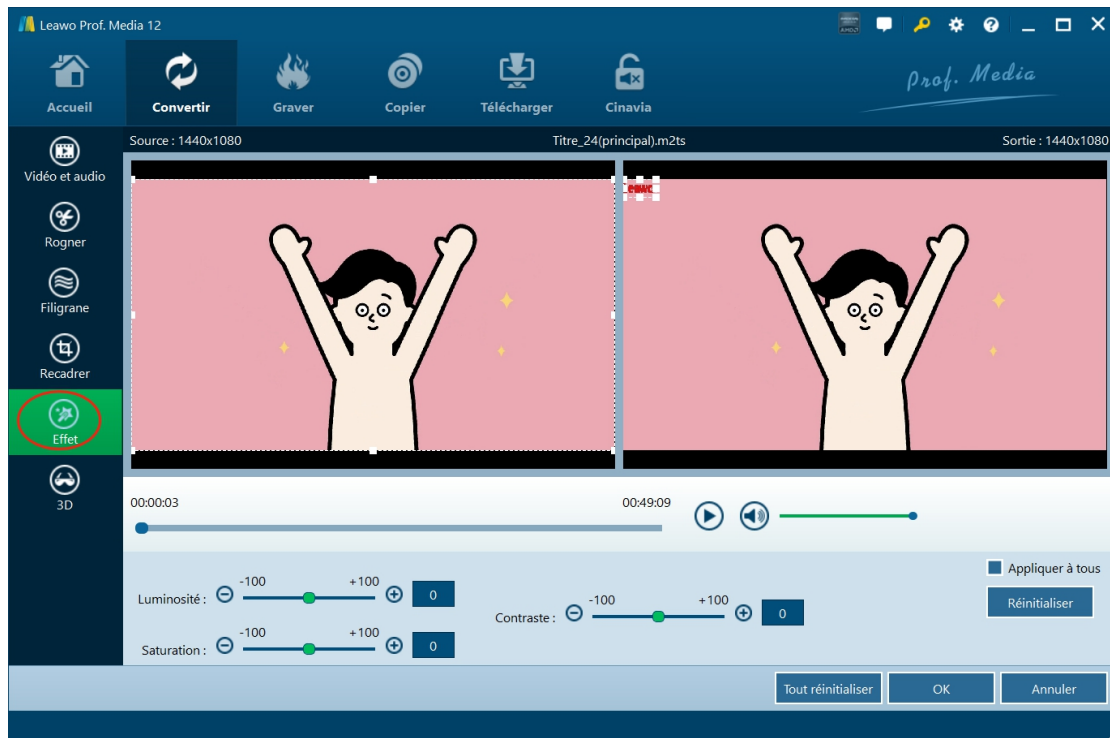 Leawo Prof. Media 12
Accueil
Convertir
Graver
Copier
Télécharger
Cinavia
Prof. Media
Source : 1440x1080
Titre_24(principal).m2ts
Sortie : 1440x1080
Vidéo et audio
Rogner
Filigrane
Recadrer
Effet
3D
00:00:03
00:49:09
Appliquer à tous
Réinitialiser
Luminosité :
-100
+100
0
Contraste :
-100
+100
0
Saturation :
-100
+100
0
Tout réinitialiser
OK
Annuler